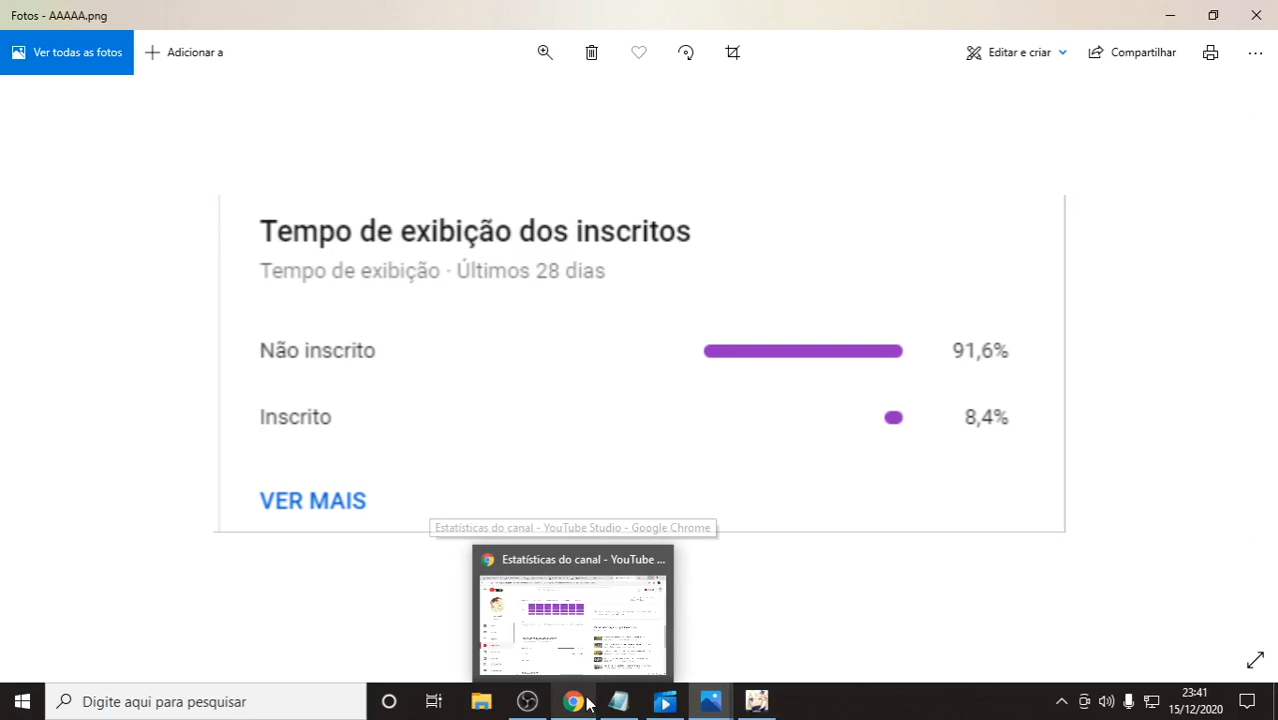 Fotos - AAAAA.png
Ver todas as fotos
Adicionar a
Editar e criar
Compartilhar
Tempo de exibição dos inscritos
Tempo de exibição · Últimos 28 dias
Não inscrito 91,6%
Inscrito 8,4%
VER MAIS
Estatísticas do canal - YouTube Studio - Google Chrome
Estatísticas do canal - YouTube ...
Digite aqui para pesquisar
23:41
15/12/2020